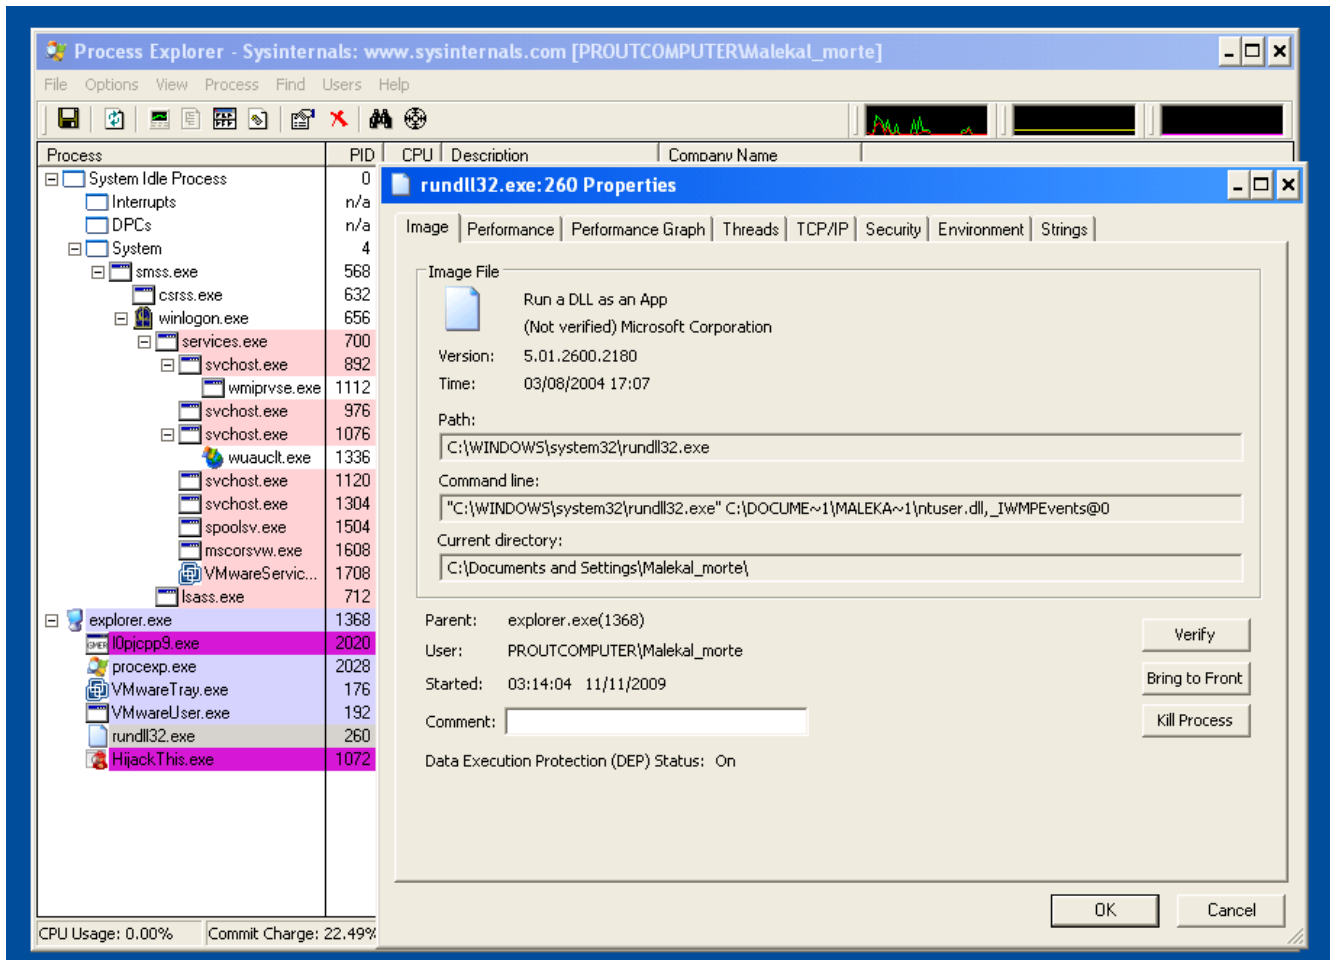 Process Explorer - Sysinternals: www.sysinternals.com [PROUTCOMPUTER\Malekal_morte]
File Options View Process Find Users Help
Process PID CPU Description Company Name
System Idle Process 0
Interrupts n/a
DPCs n/a
System 4
smss.exe 568
csrss.exe 632
winlogon.exe 656
services.exe 700
svchost.exe 892
wmiprvse.exe 1112
svchost.exe 976
svchost.exe 1076
wuauclt.exe 1336
svchost.exe 1120
svchost.exe 1304
spoolsv.exe 1504
mscorsvw.exe 1608
VMwareServic... 1708
lsass.exe 712
explorer.exe 1368
GMER l0pjcpp9.exe 2020
procexp.exe 2028
VMwareTray.exe 176
VMwareUser.exe 192
rundll32.exe 260
HijackThis.exe 1072
CPU Usage: 0.00% Commit Charge: 22.49%
rundll32.exe:260 Properties
Image Performance Performance Graph Threads TCP/IP Security Environment Strings
Image File
Run a DLL as an App
(Not verified) Microsoft Corporation
Version: 5.01.2600.2180
Time: 03/08/2004 17:07
Path:
C:\WINDOWS\system32\rundll32.exe
Command line:
"C:\WINDOWS\system32\rundll32.exe" C:\DOCUME~1\MALEKA~1\ntuser.dll,_IWMPEvents@0
Current directory:
C:\Documents and Settings\Malekal_morte\
Parent: explorer.exe(1368)
Verify
User: PROUTCOMPUTER\Malekal_morte
Bring to Front
Started: 03:14:04 11/11/2009
Comment:
Kill Process
Data Execution Protection (DEP) Status: On
OK Cancel